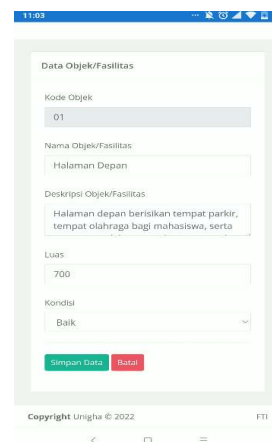 11:03
Data Objek/Fasilitas
Kode Objek
01
Nama Objek/Fasilitas
Halaman Depan
Deskripsi Objek/Fasilitas
Halaman depan berisikan tempat parkir,
tempat olahraga bagi mahasiswa, serta
Luas
700
Kondisi
Baik
Simpan Data Batal
Copyright Unigha © 2022 FTI